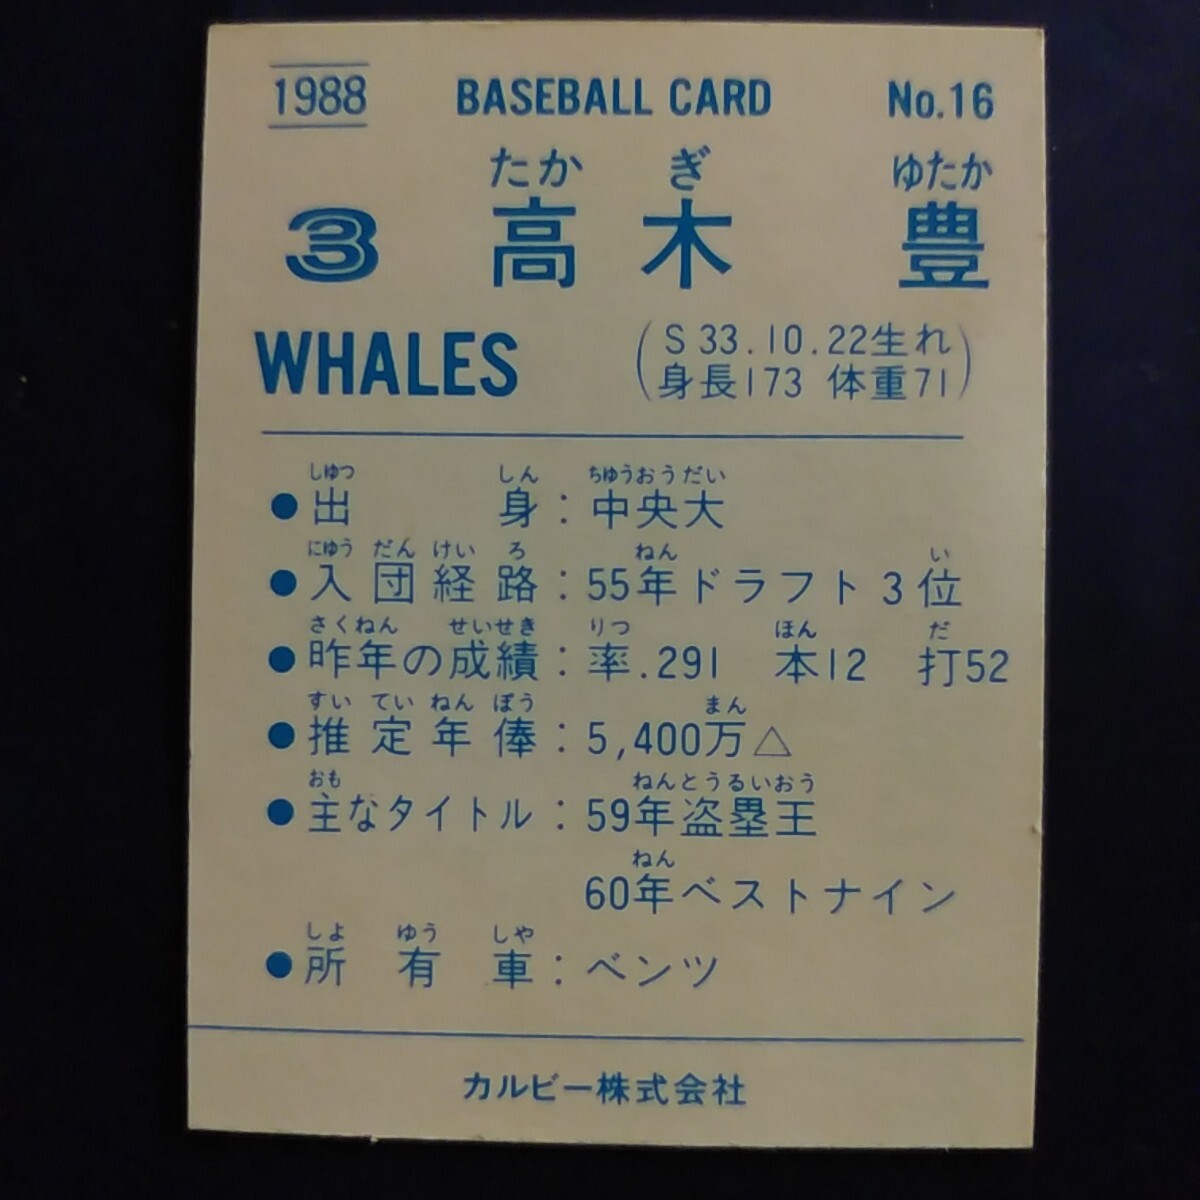 1988 BASEBALL CARD No.16
たか ぎ ゆたか
3 高木 豊
WHALES
(S33.10.22生れ
身長173 体重71)
しゆつ しん ちゆうおうだい
●出身：中央大
にゆう だん けい ろ ねん い
●入団経路：55年ドラフト3位
さくねん せいせき りつ ほん だ
●昨年の成績：率.291 本12 打52
すい てい ねん ぽう まん
●推定年俸：5,400万△
おも ねんとうるいおう
●主なタイトル：59年盗塁王
ねん
60年ベストナイン
しよ ゆう しや
●所有車：ベンツ
カルビー株式会社